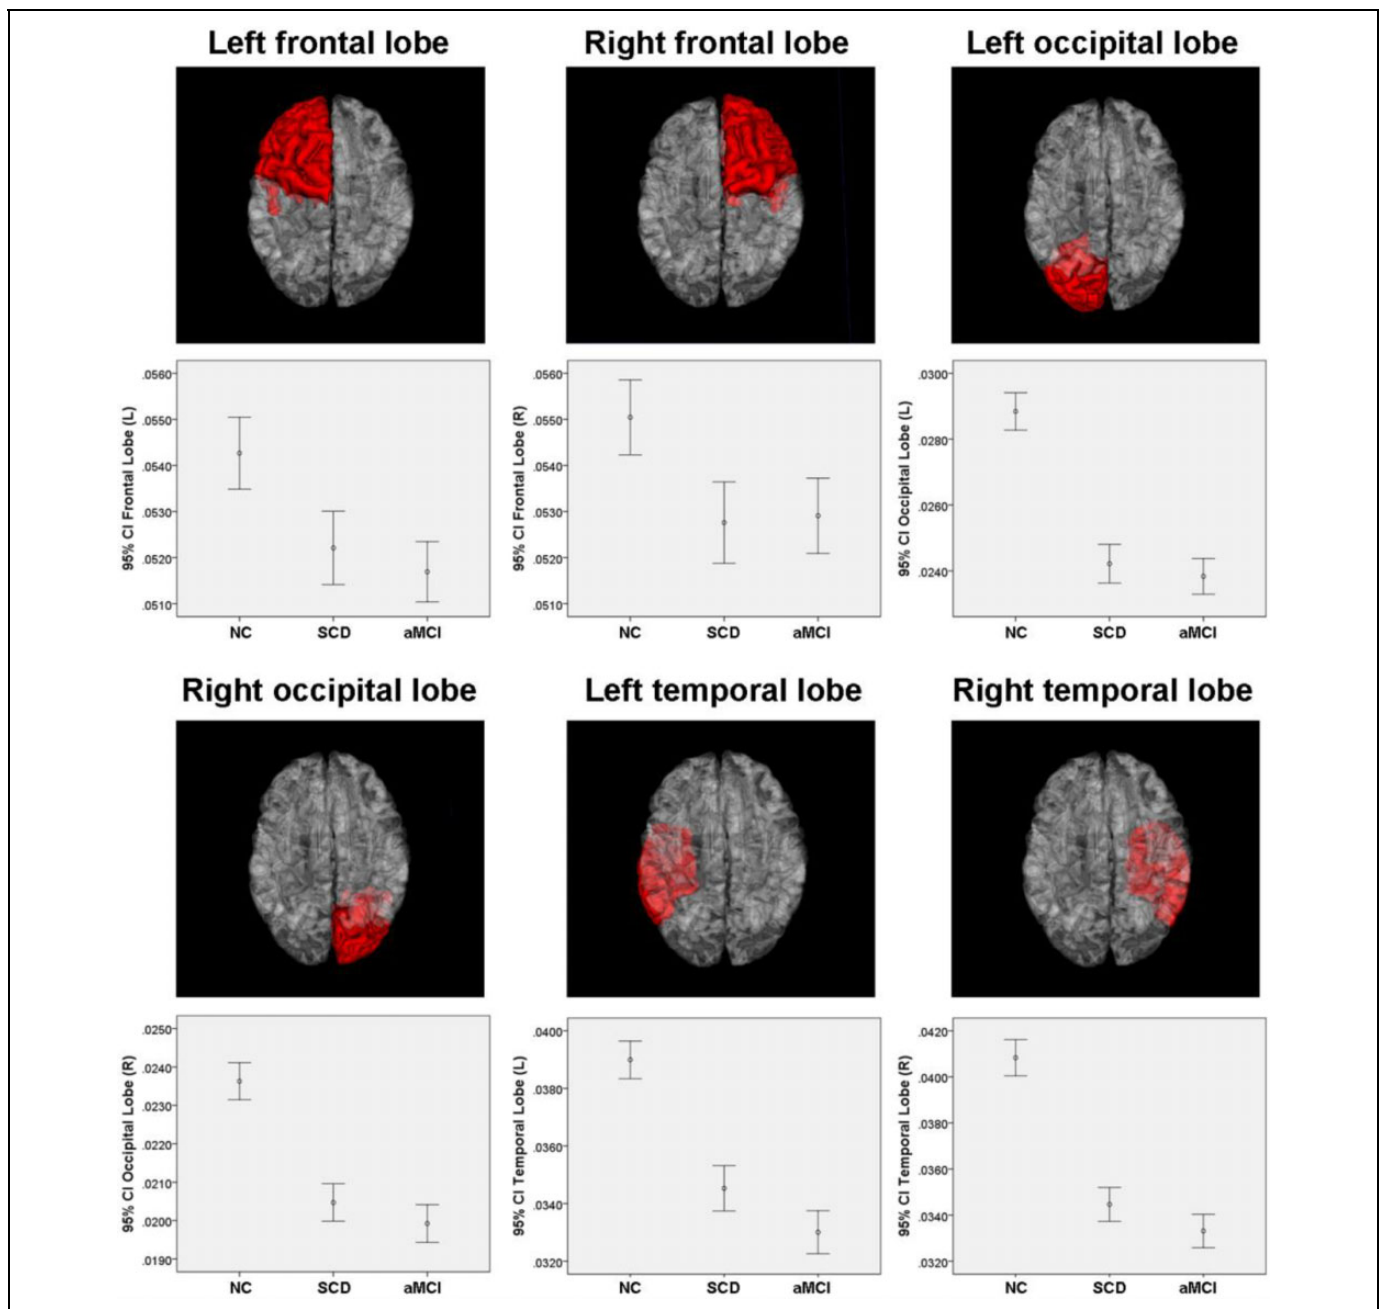 Left frontal lobe
Right frontal lobe
Left occipital lobe
95% CI Frontal Lobe (L)
.0560
.0550
.0540
.0530
.0520
.0510
NC SCD aMCI
95% CI Frontal Lobe (R)
.0560
.0550
.0540
.0530
.0520
.0510
NC SCD aMCI
95% CI Occipital Lobe (L)
.0300
.0280
.0260
.0240
NC SCD aMCI
Right occipital lobe
Left temporal lobe
Right temporal lobe
95% CI Occipital Lobe (R)
.0250
.0240
.0230
.0220
.0210
.0200
.0190
NC SCD aMCI
95% CI Temporal Lobe (L)
.0400
.0380
.0360
.0340
.0320
NC SCD aMCI
95% CI Temporal Lobe (R)
.0420
.0400
.0380
.0360
.0340
.0320
NC SCD aMCI